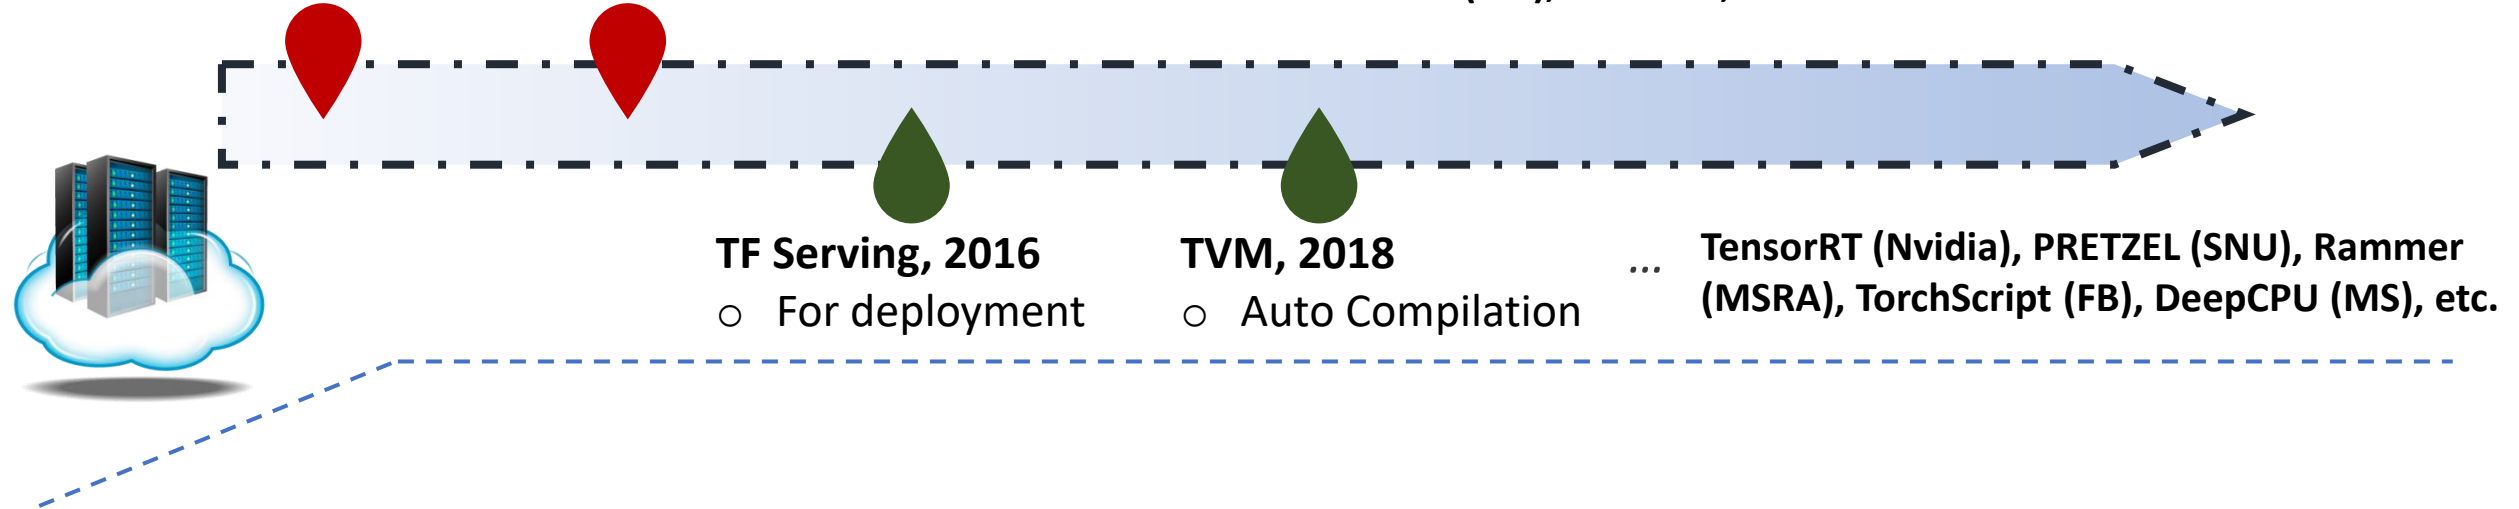 TF Serving, 2016
o For deployment
TVM, 2018
o Auto Compilation
...
TensorRT (Nvidia), PRETZEL (SNU), Rammer
(MSRA), TorchScript (FB), DeepCPU (MS), etc.